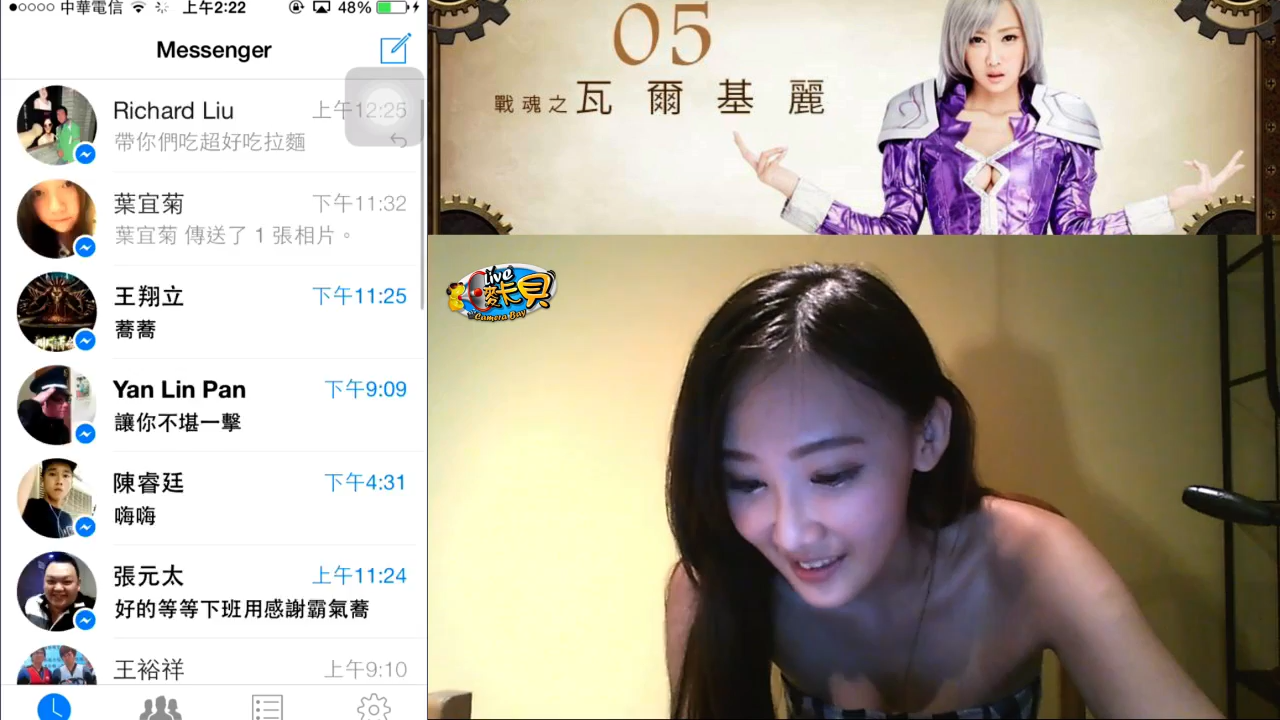 中華電信
上午2:22
48%
Messenger
Richard Liu
上午12:25
帶你們吃超好吃拉麵
葉宜菊
下午11:32
葉宜菊 傳送了 1 張相片。
王翔立
下午11:25
蕎蕎
Yan Lin Pan
下午9:09
讓你不堪一擊
陳睿廷
下午4:31
嗨嗨
張元太
上午11:24
好的等等下班用感謝霸氣蕎
王裕祥
上午9:10
05
戰魂之瓦爾基麗
live
麥卡貝
Camera Bay